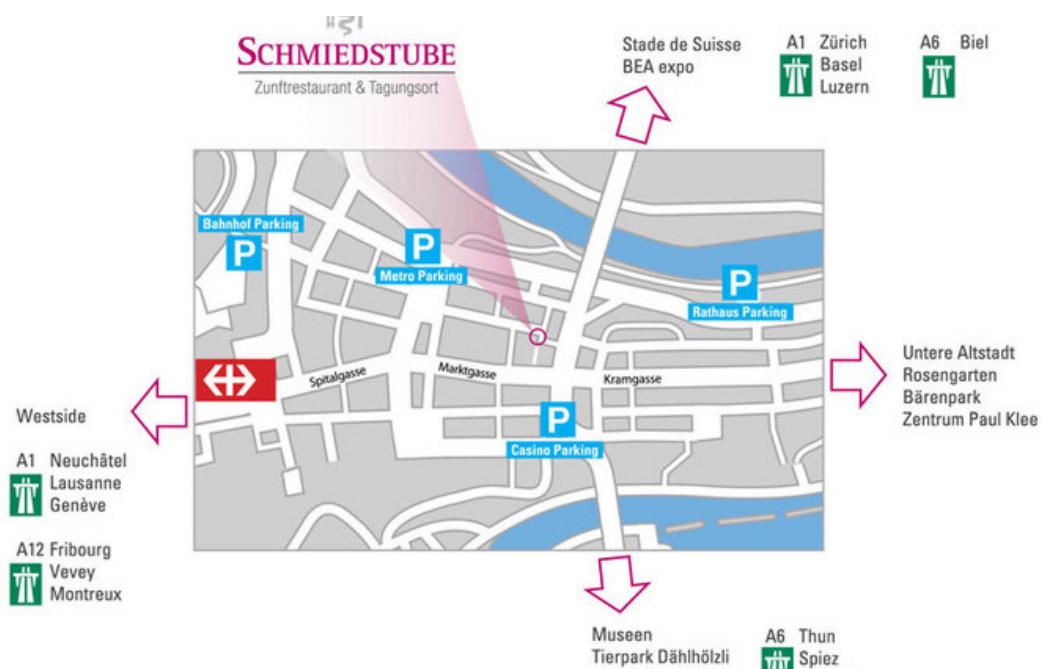 SCHMIEDSTUBE
Zunftrestaurant & Tagungsort
Stade de Suisse
BEA expo
A1 Zürich
Basel
Luzern
A6 Biel
Bahnhof Parking
P
P
Metro Parking
P
Rathaus Parking
Spitalgasse
Marktgasse
Kramgasse
P
Casino Parking
Westside
A1 Neuchâtel
Lausanne
Genève
A12 Fribourg
Vevey
Montreux
Untere Altstadt
Rosengarten
Bärenpark
Zentrum Paul Klee
Museen
Tierpark Dählhölzli
A6 Thun
Spiez